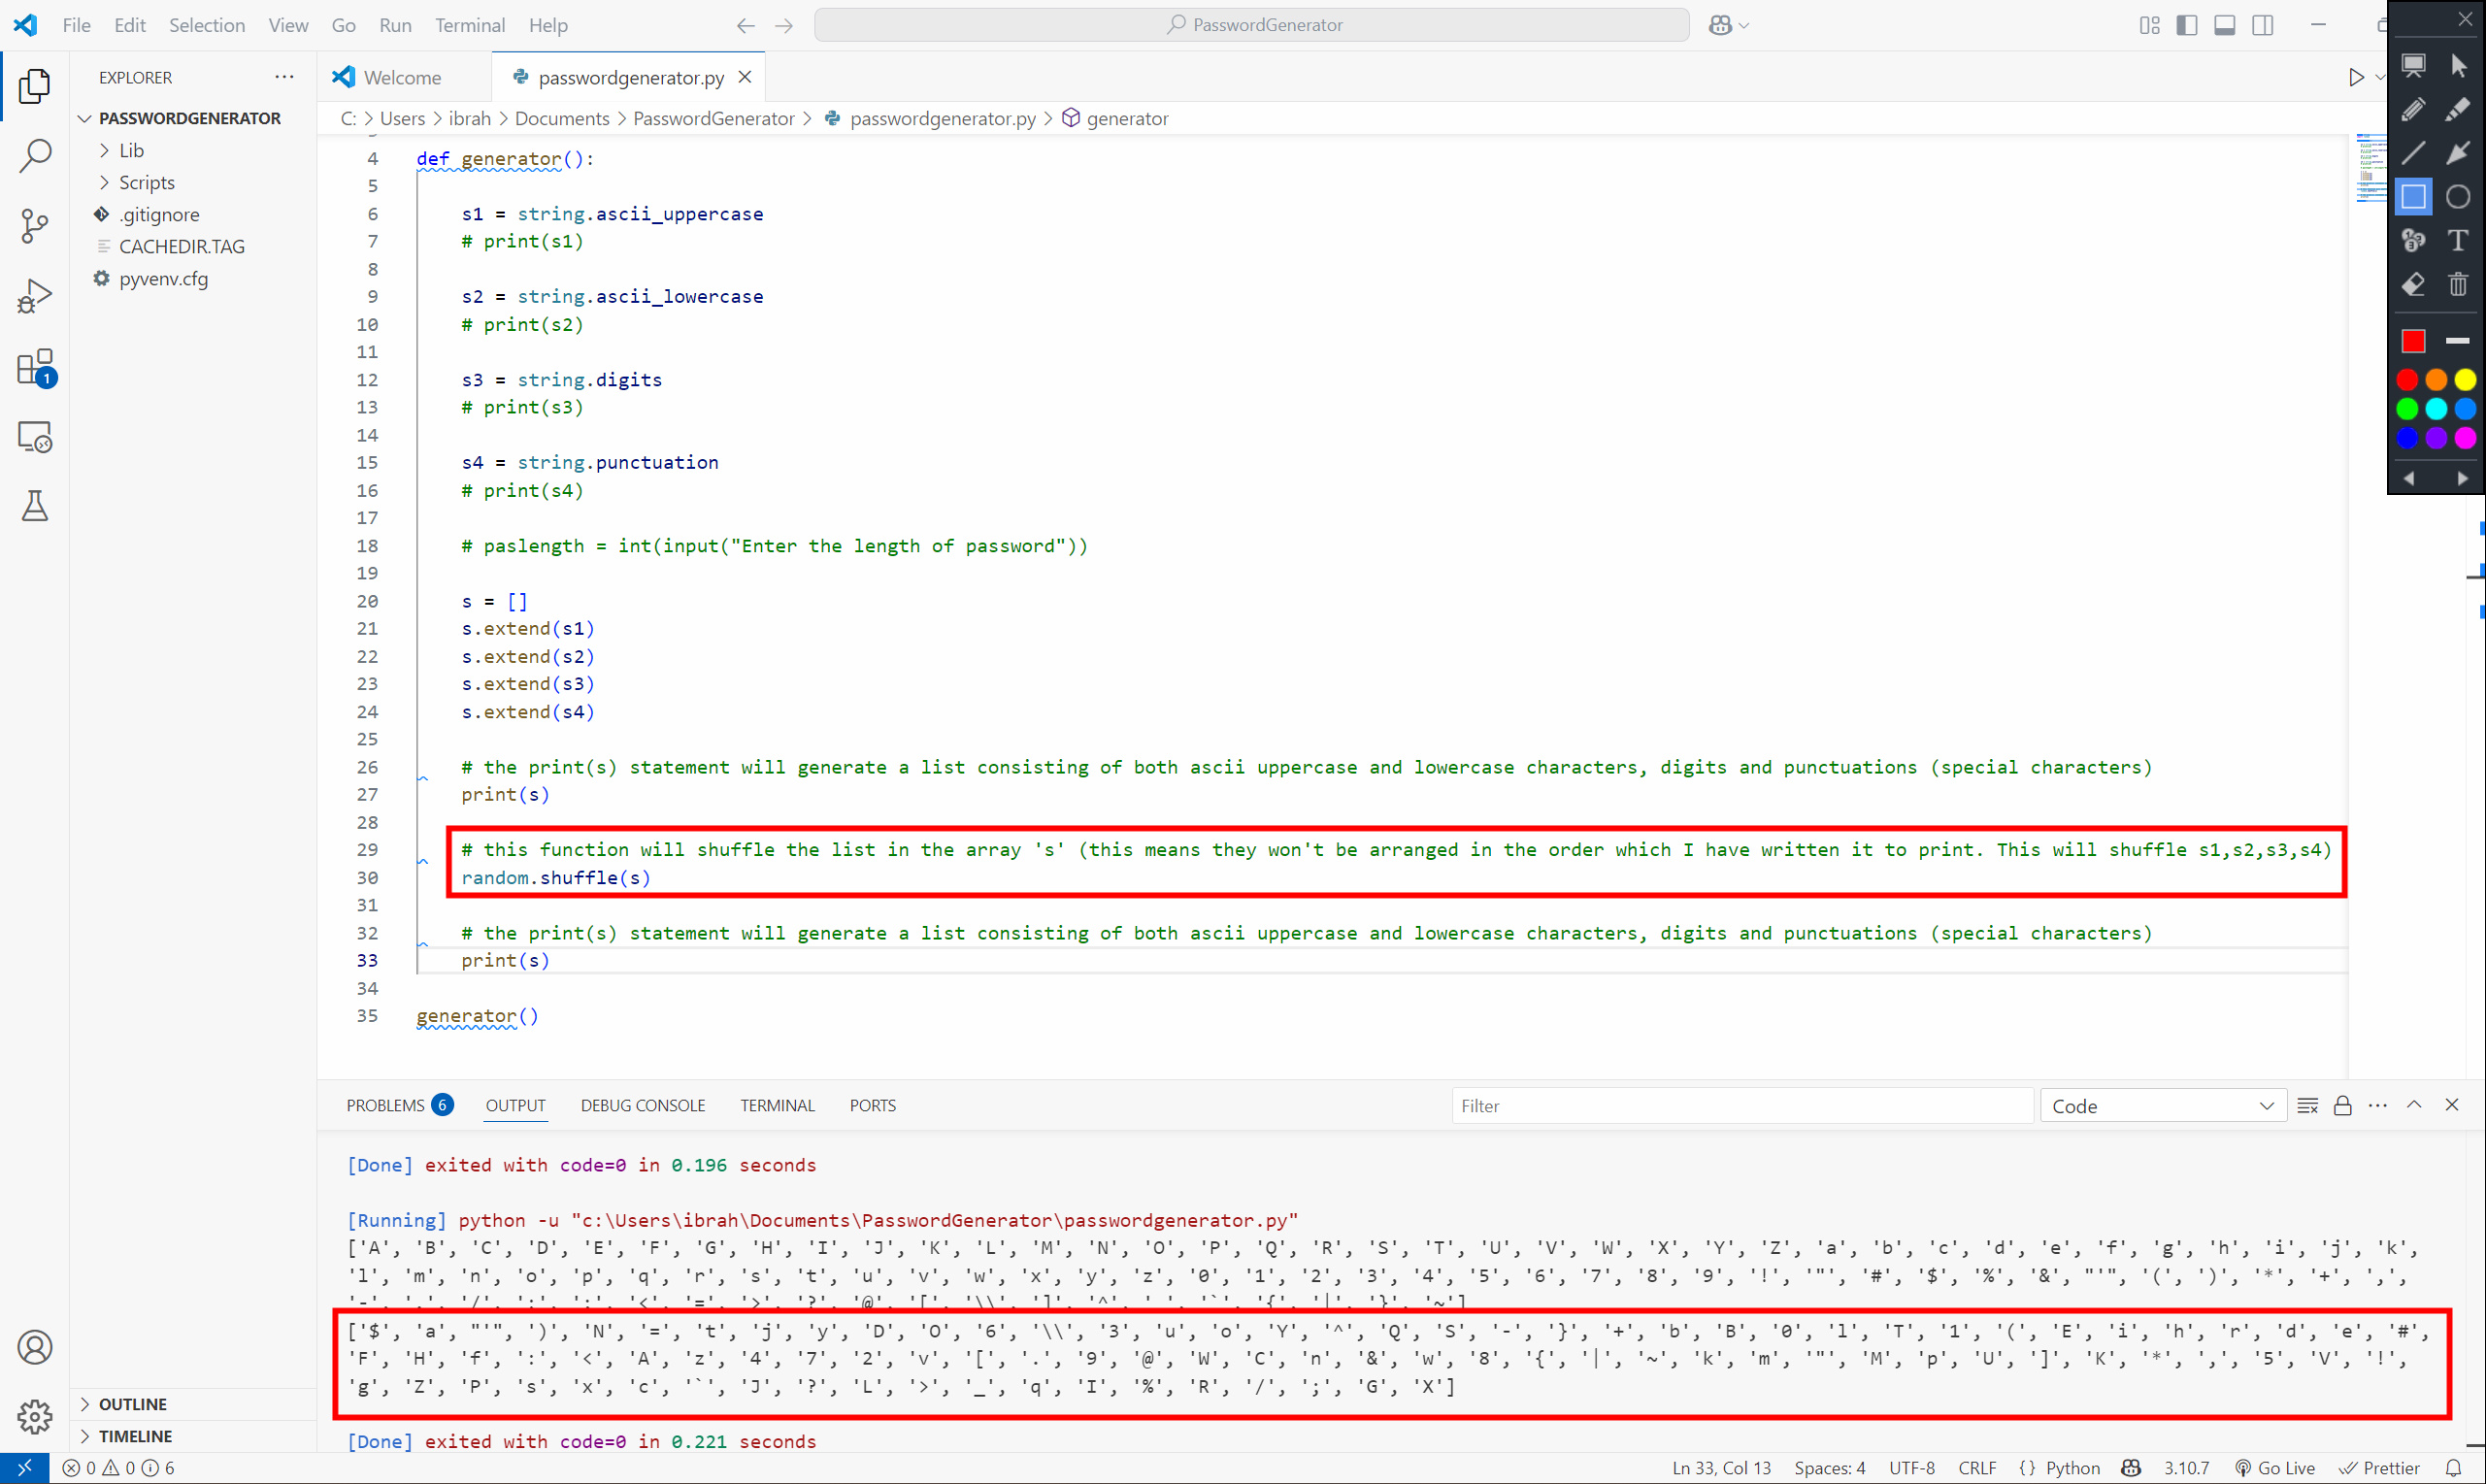 File Edit Selection View Go Run Terminal Help PasswordGenerator
EXPLORER
PASSWORDGENERATOR
Lib
Scripts
.gitignore
CACHEDIR.TAG
pyvenv.cfg
1
OUTLINE
TIMELINE
Welcome passwordgenerator.py
C: > Users > ibrah > Documents > PasswordGenerator > passwordgenerator.py > generator
4 def generator():
5
6 s1 = string.ascii_uppercase
7 # print(s1)
8
9 s2 = string.ascii_lowercase
10 # print(s2)
11
12 s3 = string.digits
13 # print(s3)
14
15 s4 = string.punctuation
16 # print(s4)
17
18 # paslength = int(input("Enter the length of password"))
19
20 s = []
21 s.extend(s1)
22 s.extend(s2)
23 s.extend(s3)
24 s.extend(s4)
25
26 # the print(s) statement will generate a list consisting of both ascii uppercase and lowercase characters, digits and punctuations (special characters)
27 print(s)
28
29 # this function will shuffle the list in the array 's' (this means they won't be arranged in the order which I have written it to print. This will shuffle s1,s2,s3,s4)
30 random.shuffle(s)
31
32 # the print(s) statement will generate a list consisting of both ascii uppercase and lowercase characters, digits and punctuations (special characters)
33 print(s)
34
35 generator()
PROBLEMS 6 OUTPUT DEBUG CONSOLE TERMINAL PORTS Filter Code
[Done] exited with code=0 in 0.196 seconds
[Running] python -u "c:\Users\ibrah\Documents\PasswordGenerator\passwordgenerator.py"
['A', 'B', 'C', 'D', 'E', 'F', 'G', 'H', 'I', 'J', 'K', 'L', 'M', 'N', 'O', 'P', 'Q', 'R', 'S', 'T', 'U', 'V', 'W', 'X', 'Y', 'Z', 'a', 'b', 'c', 'd', 'e', 'f', 'g', 'h', 'i', 'j', 'k',
'l', 'm', 'n', 'o', 'p', 'q', 'r', 's', 't', 'u', 'v', 'w', 'x', 'y', 'z', '0', '1', '2', '3', '4', '5', '6', '7', '8', '9', '!', '"', '#', '$', '%', '&', "'", '(', ')', '*', '+', ',',
'-', '.', '/', ':', ';', '<', '=', '>', '?', '@', '[', '\\', ']', '^', '_', '`', '{', '|', '}', '~']
['$', 'a', "'", ')', 'N', '=', 't', 'j', 'y', 'D', 'O', '6', '\\', '3', 'u', 'o', 'Y', '^', 'Q', 'S', '-', '}', '+', 'b', 'B', '0', 'l', 'T', '1', '(', 'E', 'i', 'h', 'r', 'd', 'e', '#',
'F', 'H', 'f', ':', '<', 'A', 'z', '4', '7', '2', 'v', '[', '.', '9', '@', 'W', 'C', 'n', '&', 'w', '8', '{', '|', '~', 'k', 'm', '"', 'M', 'p', 'U', ']', 'K', '*', ',', '5', 'V', '!',
'g', 'Z', 'P', 's', 'x', 'c', '`', 'J', '?', 'L', '>', '_', 'q', 'I', '%', 'R', '/', ';', 'G', 'X']
[Done] exited with code=0 in 0.221 seconds
0 0 6 Ln 33, Col 13 Spaces: 4 UTF-8 CRLF {} Python 3.10.7 Go Live Prettier